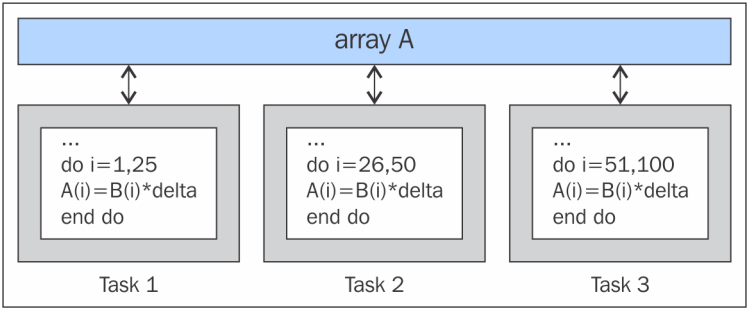 array A
...
do i=1,25
A(i)=B(i)*delta
end do
...
do i=26,50
A(i)=B(i)*delta
end do
...
do i=51,100
A(i)=B(i)*delta
end do
Task 1
Task 2
Task 3